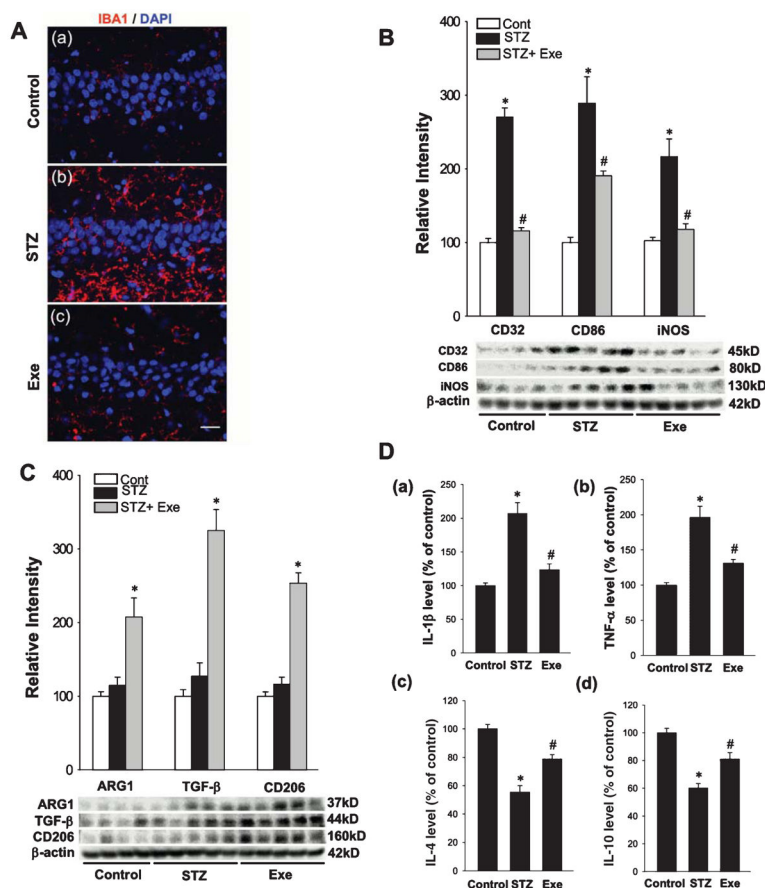 A
IBA1 / DAPI
(a)
Control
(b)
STZ
(c)
Exe
B
Cont
STZ
STZ+ Exe
Relative Intensity
400
300
200
100
0
*
#
*
#
*
#
CD32 CD86 iNOS
CD32 45kD
CD86 80kD
iNOS 130kD
β-actin 42kD
Control STZ Exe
C
Cont
STZ
STZ+ Exe
Relative Intensity
400
300
200
100
0
*
*
*
ARG1 TGF-β CD206
ARG1 37kD
TGF-β 44kD
CD206 160kD
β-actin 42kD
Control STZ Exe
D
(a)
IL-1β level (% of control)
250
200
150
100
50
0
*
#
Control STZ Exe
(b)
TNF-α level (% of control)
250
200
150
100
50
0
*
#
Control STZ Exe
(c)
IL-4 level (% of control)
100
80
60
40
20
0
*
#
Control STZ Exe
(d)
IL-10 level (% of control)
120
100
80
60
40
20
0
*
#
Control STZ Exe